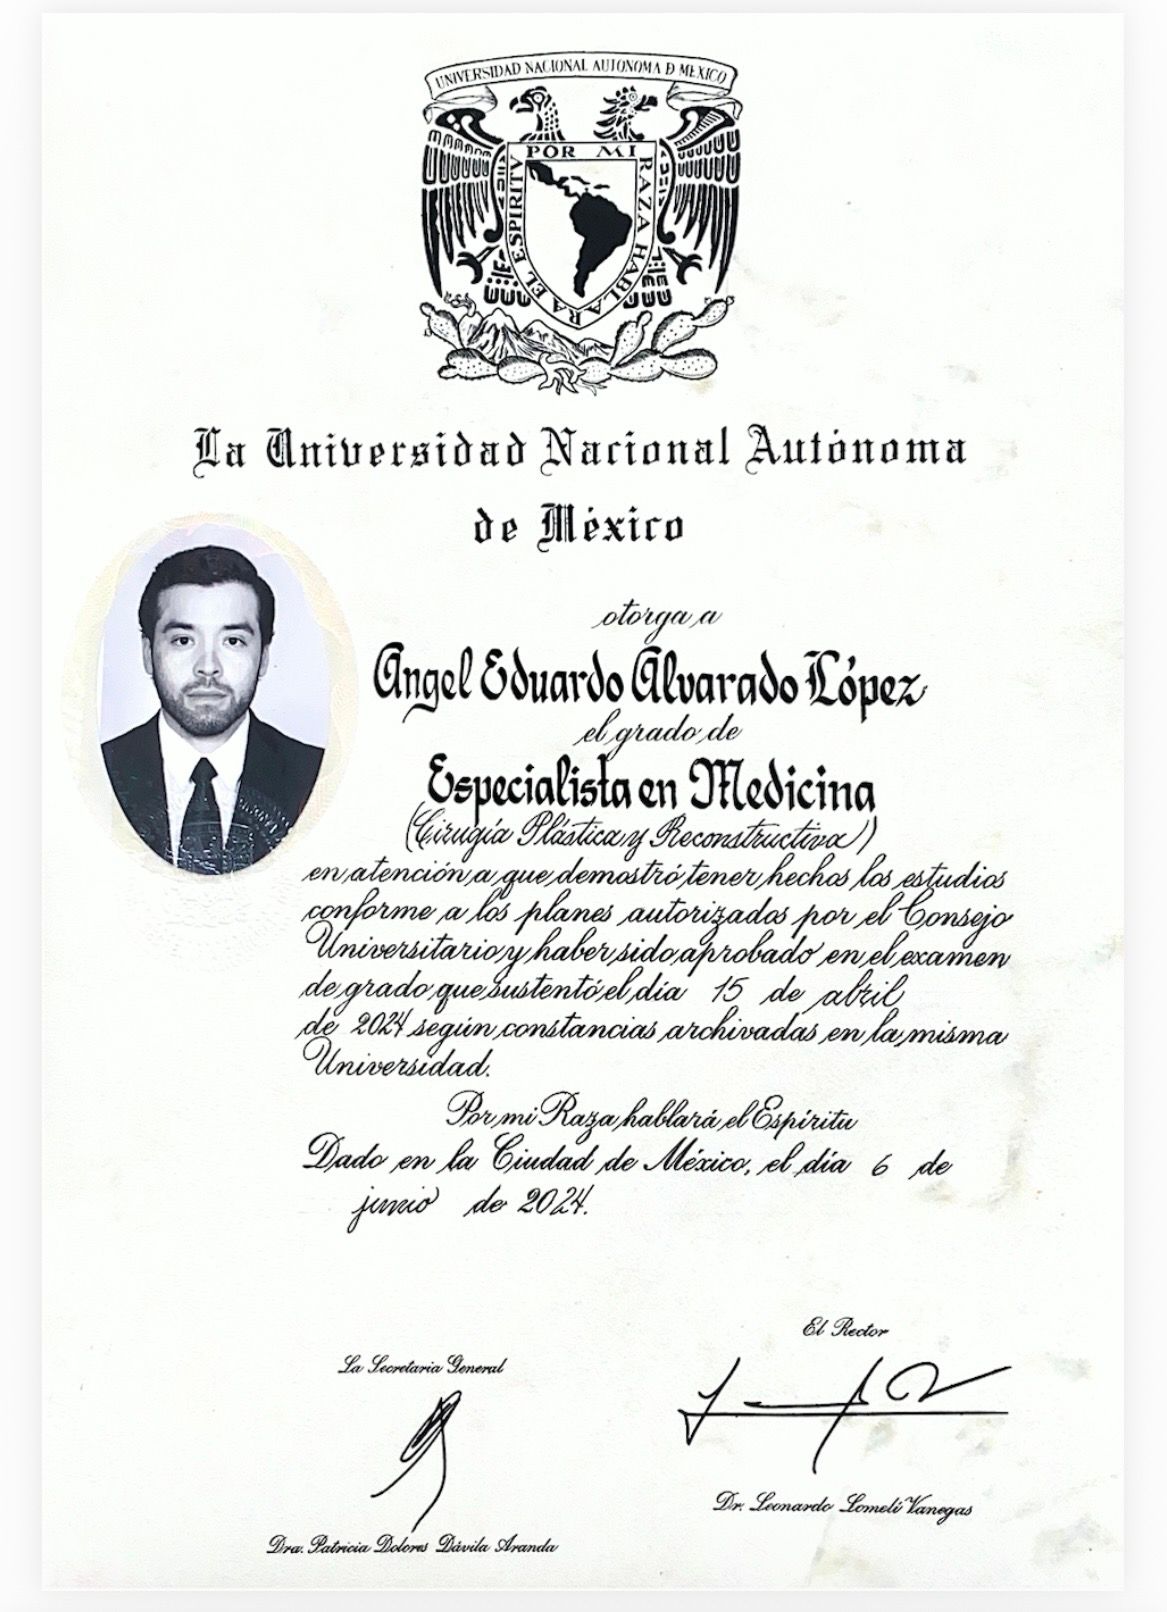 UNIVERSIDAD NACIONAL AUTONOMA D MEXICO
POR MI RAZA HABLARA EL ESPIRITV
La Universidad Nacional Autónoma
de México
otorga a
Angel Eduardo Alvarado López
el grado de
Especialista en Medicina
(Cirugía Plástica y Reconstructiva)
en atención a que demostró tener hechos los estudios
conforme a los planes autorizados por el Consejo
Universitario y haber sido aprobado en el examen
de grado que sustentó el día 15 de abril
de 2024 según constancias archivadas en la misma
Universidad.
Por mi Raza hablará el Espíritu
Dado en la Ciudad de México, el día 6 de
junio de 2024.
El Rector
La Secretaria General
Dr. Leonardo Lomelí Vanegas
Dra. Patricia Dolores Dávila Aranda